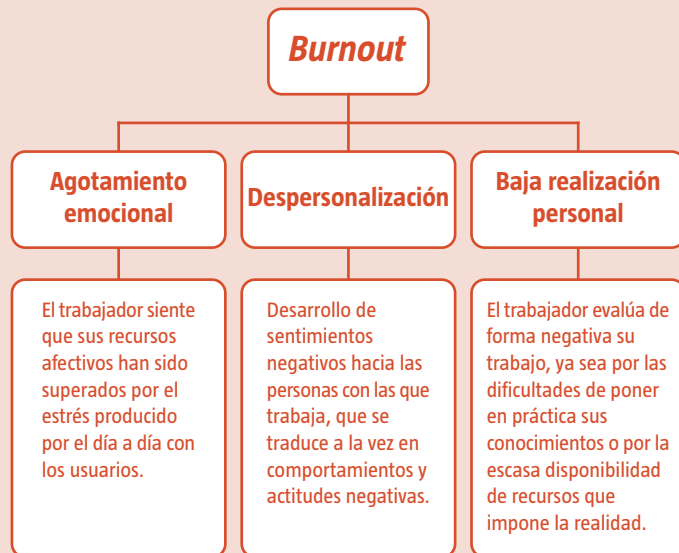 Burnout
Agotamiento
emocional
Despersonalización
Baja realización
personal
El trabajador siente
que sus recursos
afectivos han sido
superados por el
estrés producido
por el día a día con
los usuarios.
Desarrollo de
sentimientos
negativos hacia las
personas con las que
trabaja, que se
traduce a la vez en
comportamientos y
actitudes negativas.
El trabajador evalúa de
forma negativa su
trabajo, ya sea por las
dificultades de poner
en práctica sus
conocimientos o por la
escasa disponibilidad
de recursos que
impone la realidad.